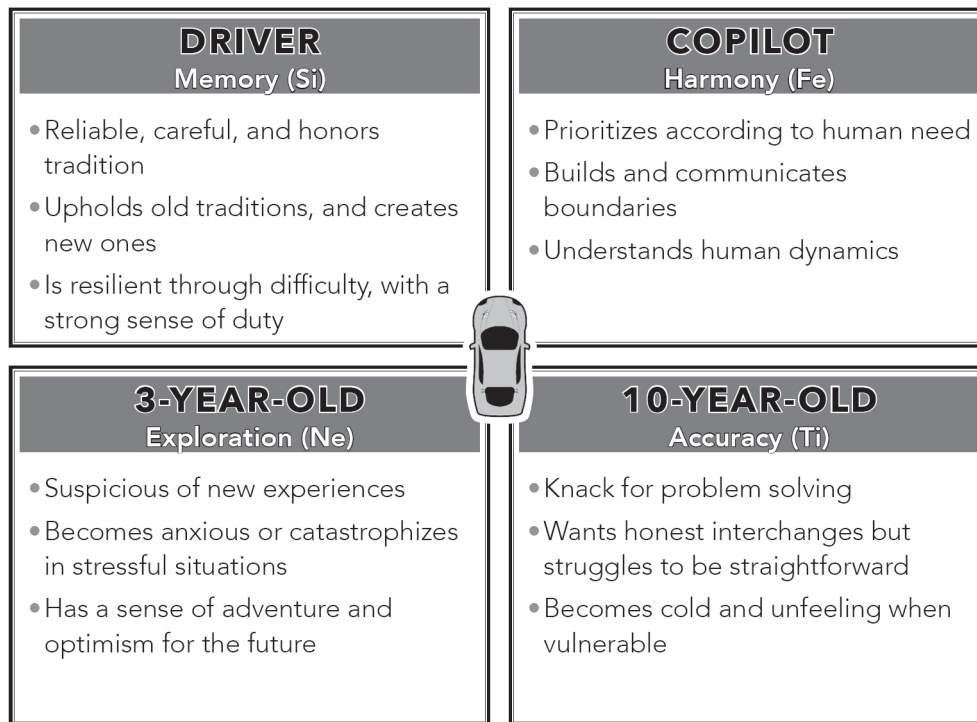 DRIVER
Memory (Si)
• Reliable, careful, and honors
tradition
• Upholds old traditions, and creates
new ones
• Is resilient through difficulty, with a
strong sense of duty
COPILOT
Harmony (Fe)
• Prioritizes according to human need
• Builds and communicates
boundaries
• Understands human dynamics
3-YEAR-OLD
Exploration (Ne)
• Suspicious of new experiences
• Becomes anxious or catastrophizes
in stressful situations
• Has a sense of adventure and
optimism for the future
10-YEAR-OLD
Accuracy (Ti)
• Knack for problem solving
• Wants honest interchanges but
struggles to be straightforward
• Becomes cold and unfeeling when
vulnerable